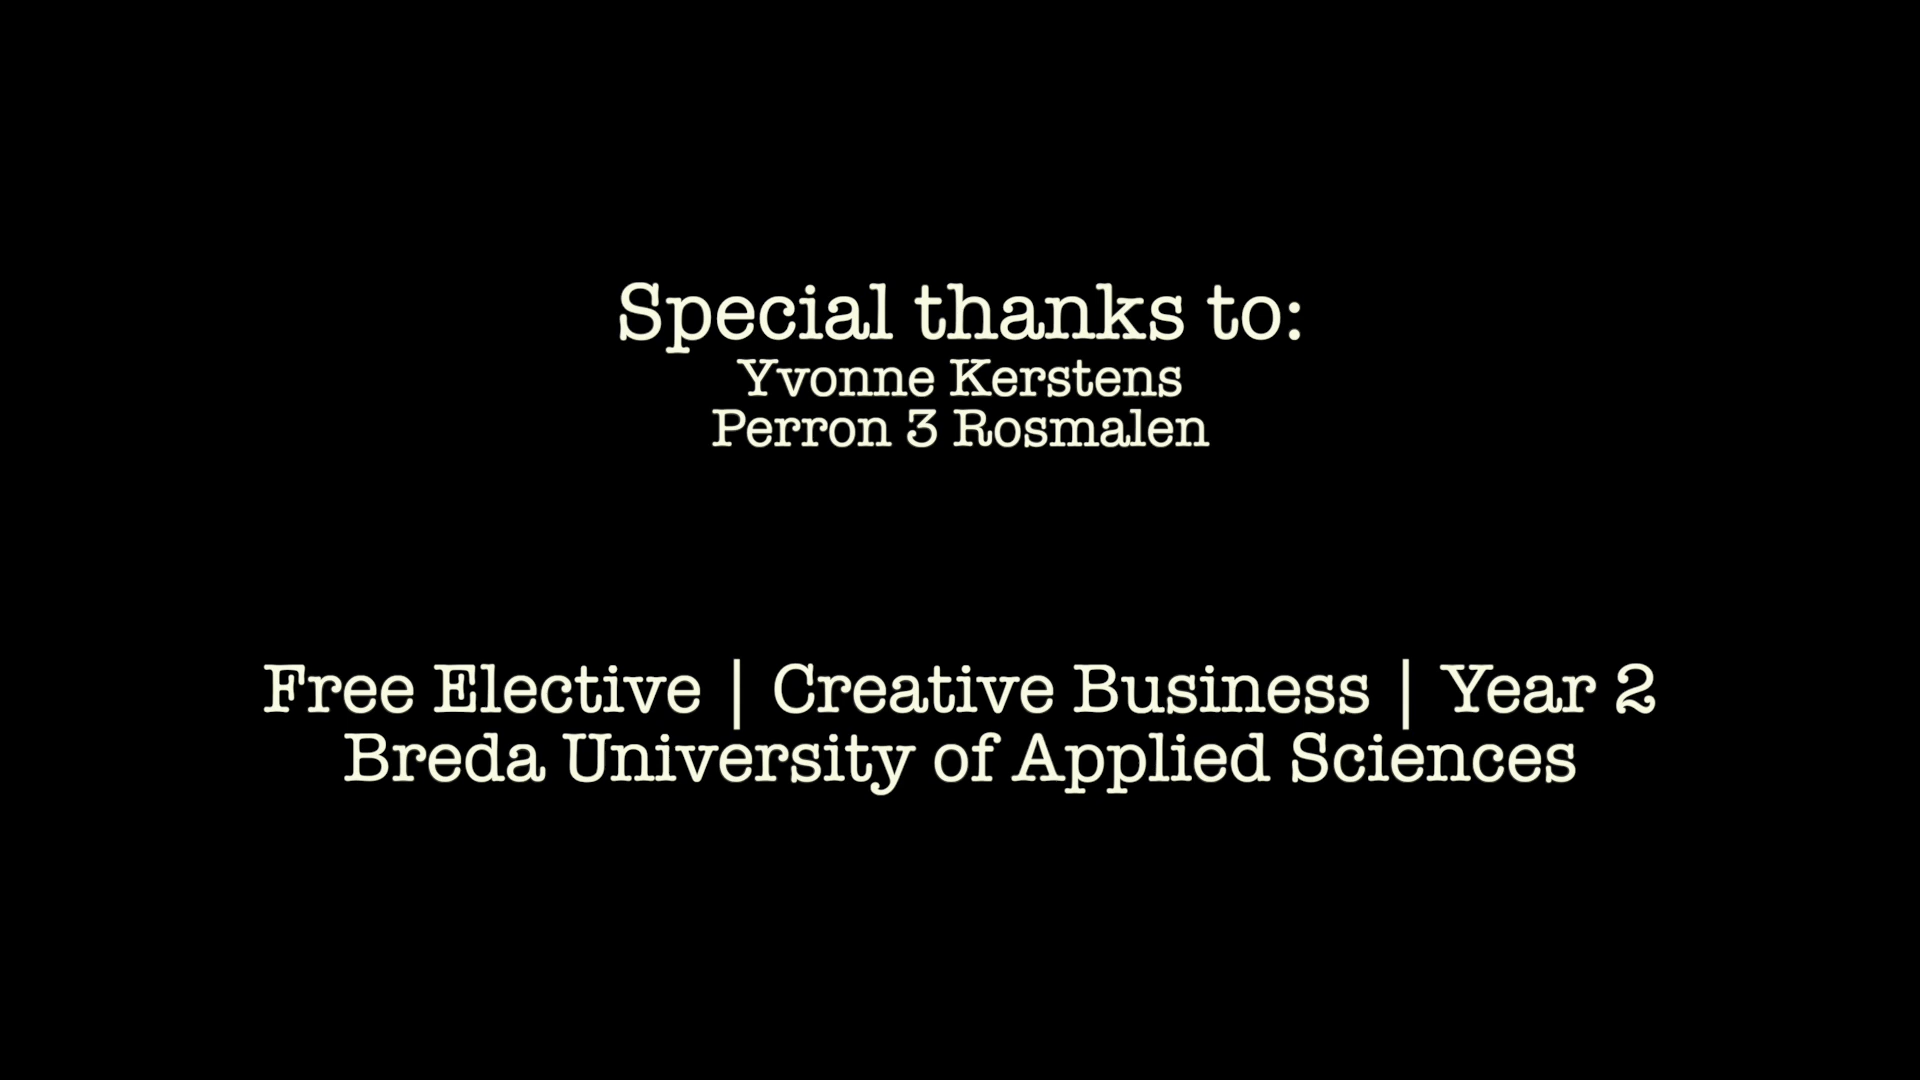 Special thanks to:
Yvonne Kerstens
Perron 3 Rosmalen
Free Elective | Creative Business | Year 2
Breda University of Applied Sciences